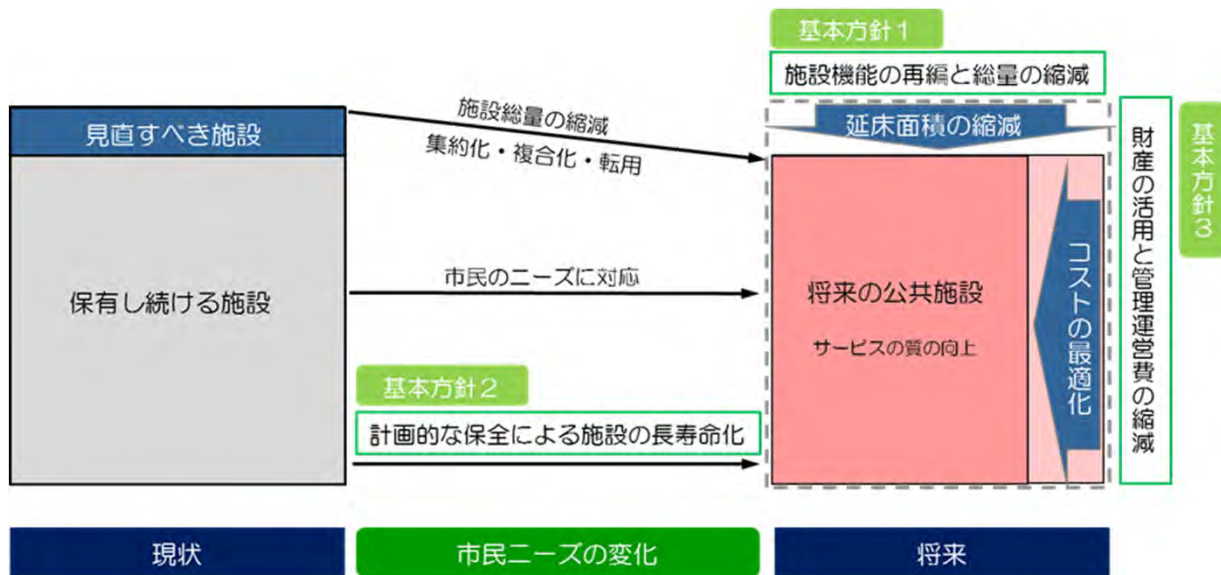 基本方針1
施設機能の再編と総量の縮減
見直すべき施設
施設総量の縮減
集約化・複合化・転用
延床面積の縮減
保有し続ける施設
市民のニーズに対応
将来の公共施設
サービスの質の向上
コストの最適化
財産の活用と管理運営費の縮減
基本方針3
基本方針2
計画的な保全による施設の長寿命化
現状
市民ニーズの変化
将来